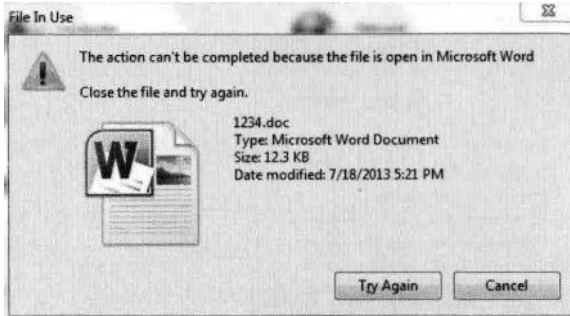 File In Use
The action can't be completed because the file is open in Microsoft Word
Close the file and try again.
1234.doc
Type: Microsoft Word Document
Size: 12.3 KB
Date modified: 7/18/2013 5:21 PM
W
Try Again
Cancel